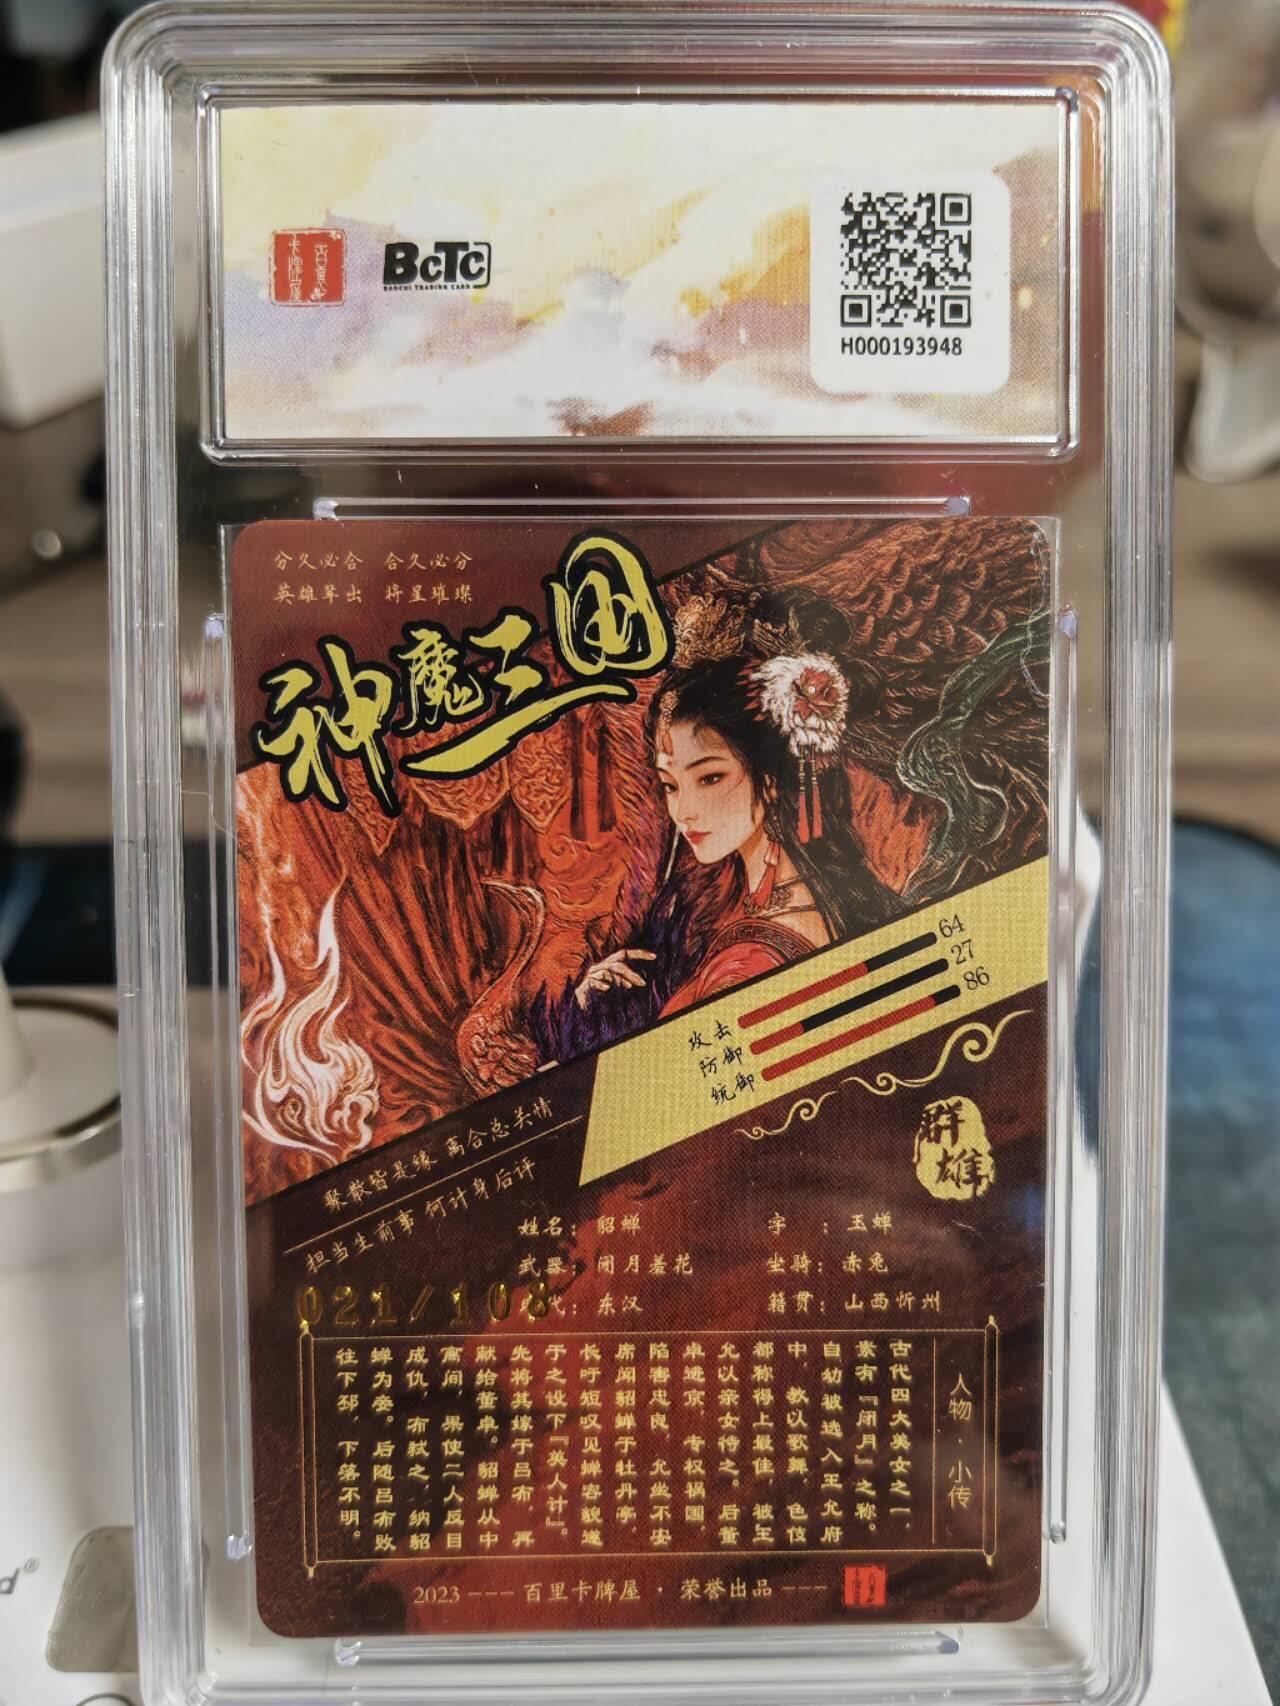 百里
卡牌屋
BCTC
BAOCUI TRADING CARD
H000193948
分久必合 合久必分
英雄辈出 将星璀璨
神魔三国
64
27
86
攻击
防御
统御
聚散皆是缘 离合总关情
担当生前事 何计身后评
群雄
姓名：貂蝉 字：玉蝉
武器：闭月羞花 坐骑：赤兔
代：东汉 籍贯：山西忻州
021/108
人物·小传
古代四大美女之一，
素有『闭月』之称。
自幼被选入王允府
中，教以歌舞，色伎
都称得上最佳，被王
允以亲女待之。后董
卓进京，专权祸国，
陷害忠良，允坐不安
席闻貂蝉于牡丹亭，
长吁短叹见蝉容貌遂
于之设下『美人计』。
先将其嫁于吕布，再
献给董卓。貂蝉从中
离间，果使二人反目
成仇，布弑之，纳貂
蝉为妾。后随吕布败
往下邳，下落不明。
2023 --- 百里卡牌屋·荣誉出品 ---
d®